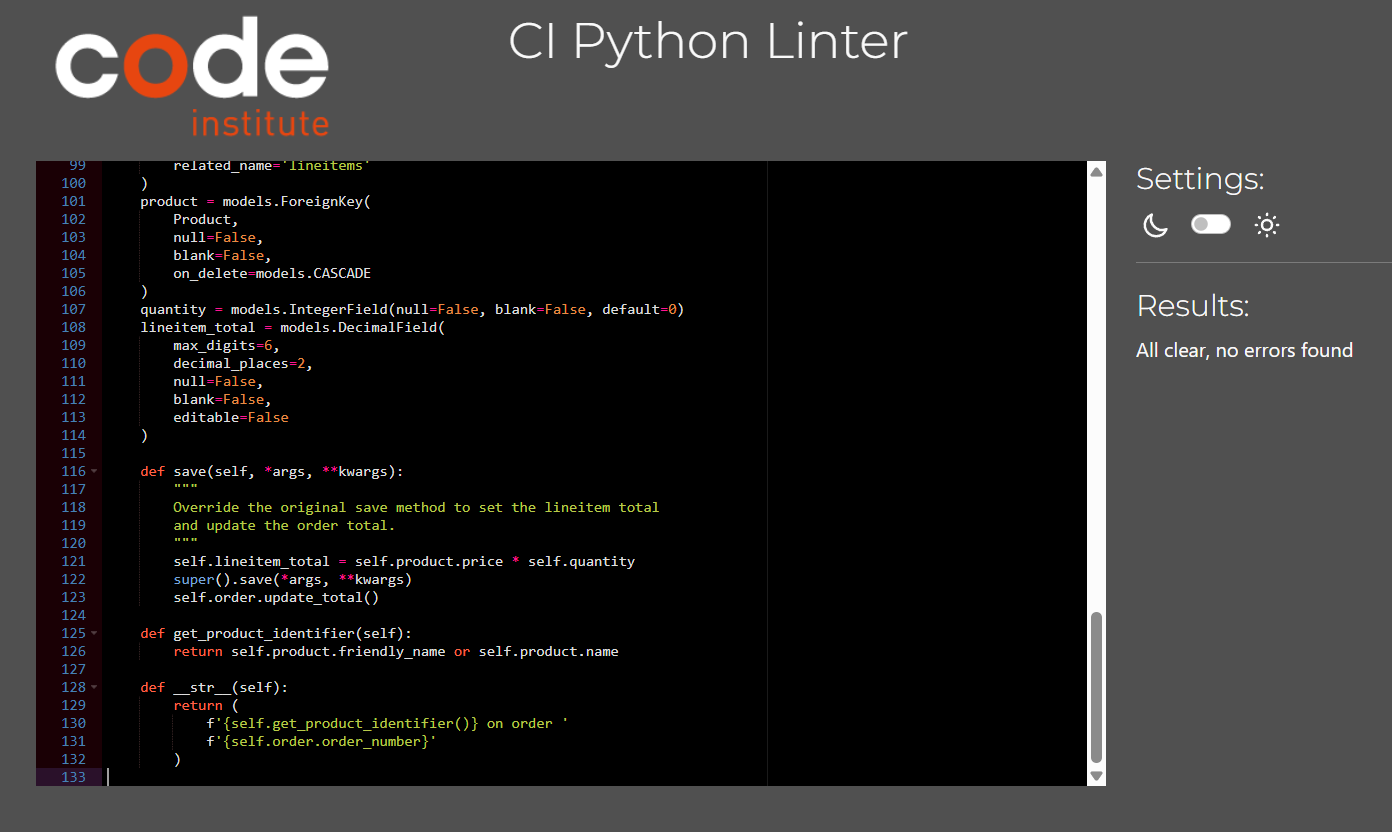 code
institute
CI Python Linter
99 related_name='lineitems'
100 )
101 product = models.ForeignKey(
102 Product,
103 null=False,
104 blank=False,
105 on_delete=models.CASCADE
106 )
107 quantity = models.IntegerField(null=False, blank=False, default=0)
108 lineitem_total = models.DecimalField(
109 max_digits=6,
110 decimal_places=2,
111 null=False,
112 blank=False,
113 editable=False
114 )
115
116 def save(self, *args, **kwargs):
117 """
118 Override the original save method to set the lineitem total
119 and update the order total.
120 """
121 self.lineitem_total = self.product.price * self.quantity
122 super().save(*args, **kwargs)
123 self.order.update_total()
124
125 def get_product_identifier(self):
126 return self.product.friendly_name or self.product.name
127
128 def __str__(self):
129 return (
130 f'{self.get_product_identifier()} on order '
131 f'{self.order.order_number}'
132 )
133
Settings:
Results:
All clear, no errors found